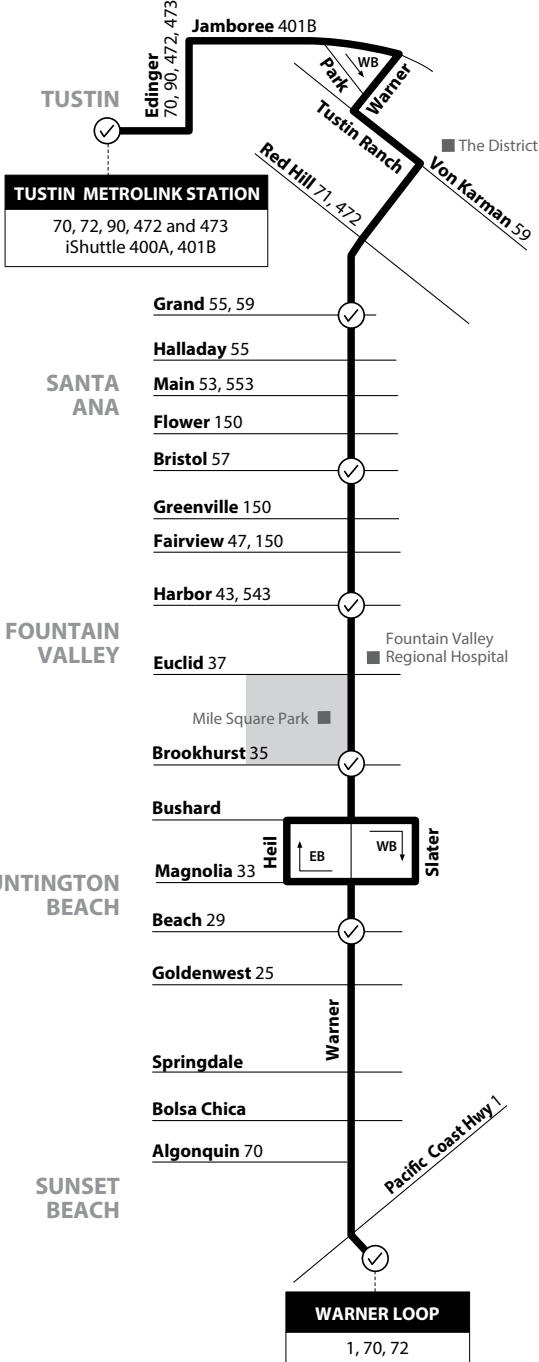 Jamboree 401B
Edinger
70, 90, 472, 473
WB
Park
Warner
TUSTIN
Tustin Ranch
The District
Von Karman 59
Red Hill 71, 472
TUSTIN METROLINK STATION
70, 72, 90, 472 and 473
iShuttle 400A, 401B
Grand 55, 59
Halladay 55
SANTA
ANA
Main 53, 553
Flower 150
Bristol 57
Greenville 150
Fairview 47, 150
Harbor 43, 543
FOUNTAIN
VALLEY
Fountain Valley
Regional Hospital
Euclid 37
Mile Square Park
Brookhurst 35
Bushard
Heil
EB
WB
Slater
Magnolia 33
UNTINGTON
BEACH
Beach 29
Goldenwest 25
Warner
Springdale
Bolsa Chica
Algonquin 70
Pacific Coast Hwy 1
SUNSET
BEACH
WARNER LOOP
1, 70, 72